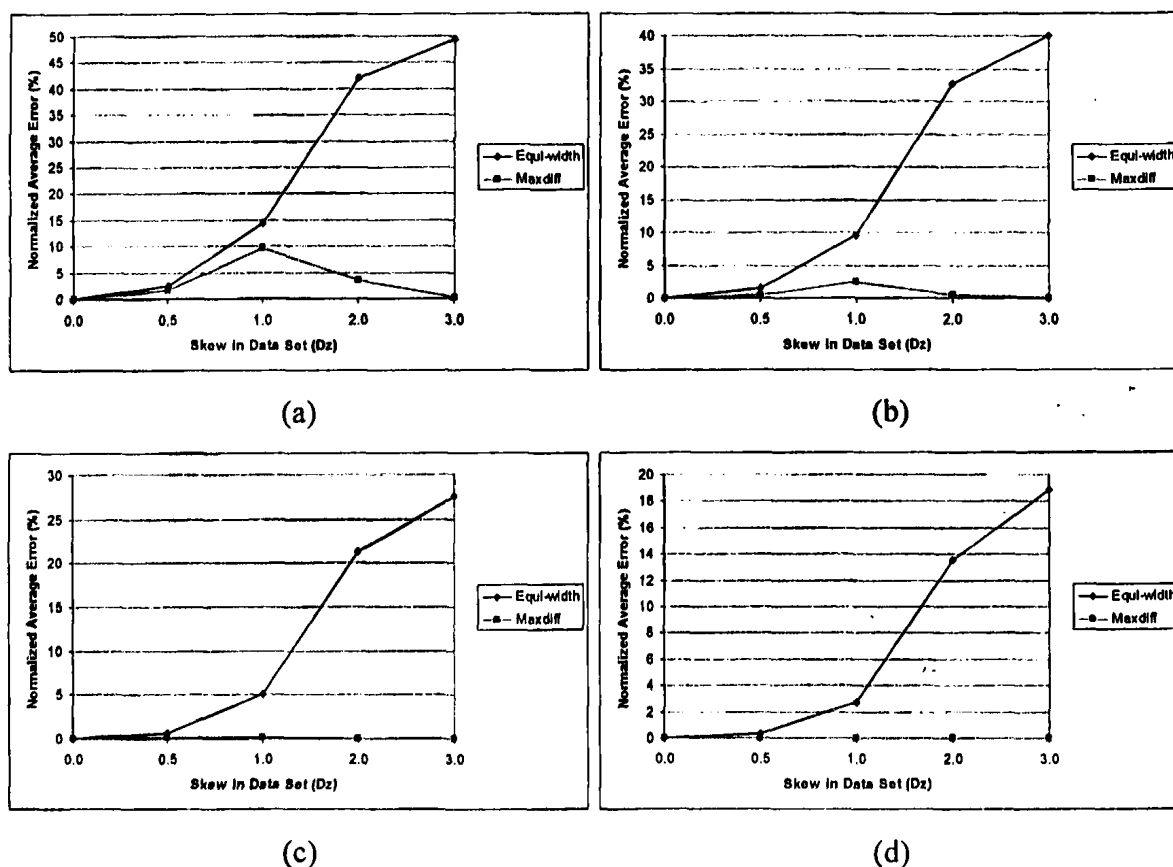 Normalized Average Error (%)
50
45
40
35
30
25
20
15
10
5
0
0.0 0.5 1.0 2.0 3.0
Skew in Data Set (Dz)
Equi-width
Maxdiff
(a)
Normalized Average Error (%)
40
35
30
25
20
15
10
5
0
0.0 0.5 1.0 2.0 3.0
Skew in Data Set (Dz)
Equi-width
Maxdiff
(b)
Normalized Average Error (%)
30
25
20
15
10
5
0
0.0 0.5 1.0 2.0 3.0
Skew in Data Set (Dz)
Equi-width
Maxdiff
(c)
Normalized Average Error (%)
20
18
16
14
12
10
8
6
4
2
0
0.0 0.5 1.0 2.0 3.0
Skew in Data Set (Dz)
Equi-width
Maxdiff
(d)